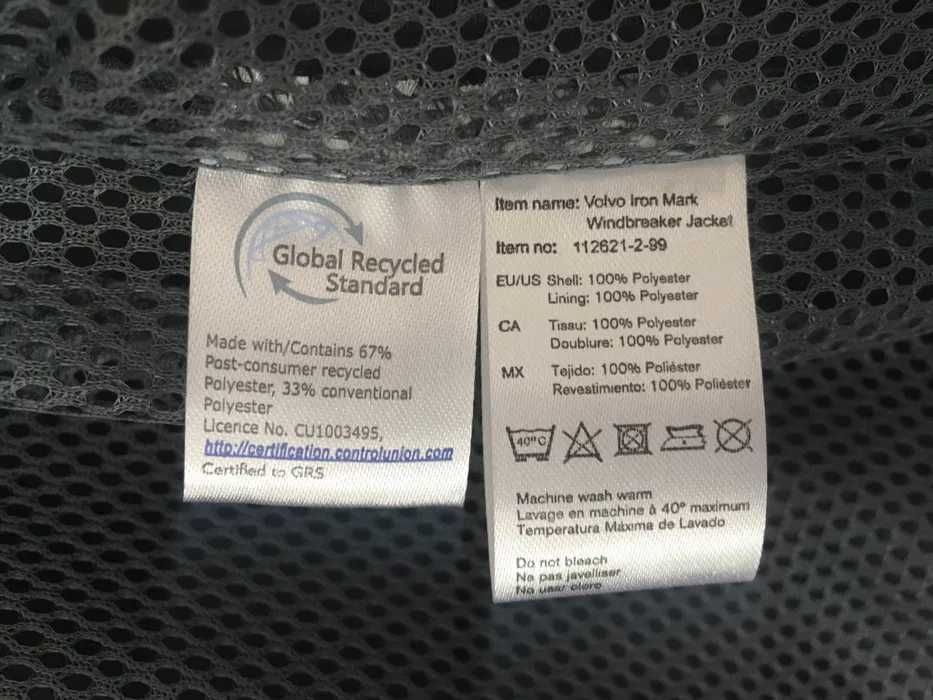 Global Recycled
Standard
Made with/Contains 67%
Post-consumer recycled
Polyester, 33% conventional
Polyester
Licence No. CU1003495,
http://certification.controlunion.com
Certified to GRS
Item name: Volvo Iron Mark
Windbreaker Jacket
Item no: 112621-2-99
EU/US Shell: 100% Polyester
Lining: 100% Polyester
CA Tissu: 100% Polyester
Doublure: 100% Polyester
MX Tejido: 100% Poliéster
Revestimiento: 100% Poliéster
40°C
Machine wash warm
Lavage en machine à 40° maximum
Temperatura Máxima de Lavado
Do not bleach
Ne pas javelliser
No usar cloro